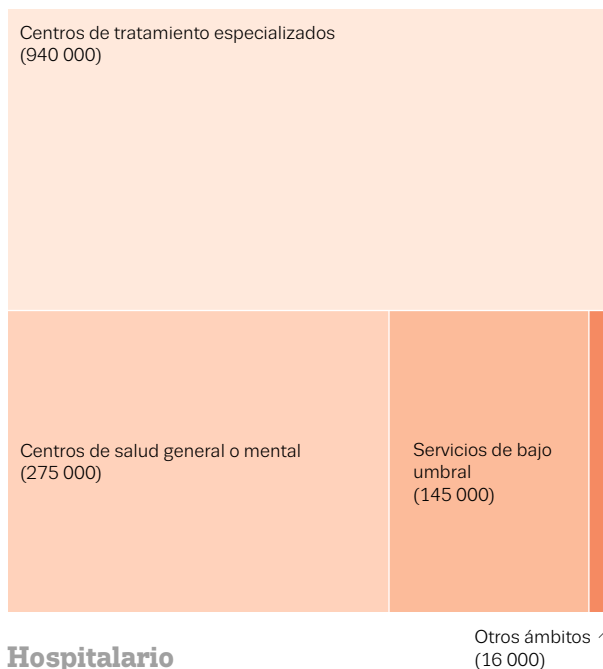 Centros de tratamiento especializados
(940 000)
Centros de salud general o mental
(275 000)
Servicios de bajo
umbral
(145 000)
Otros ámbitos
(16 000)
Hospitalario